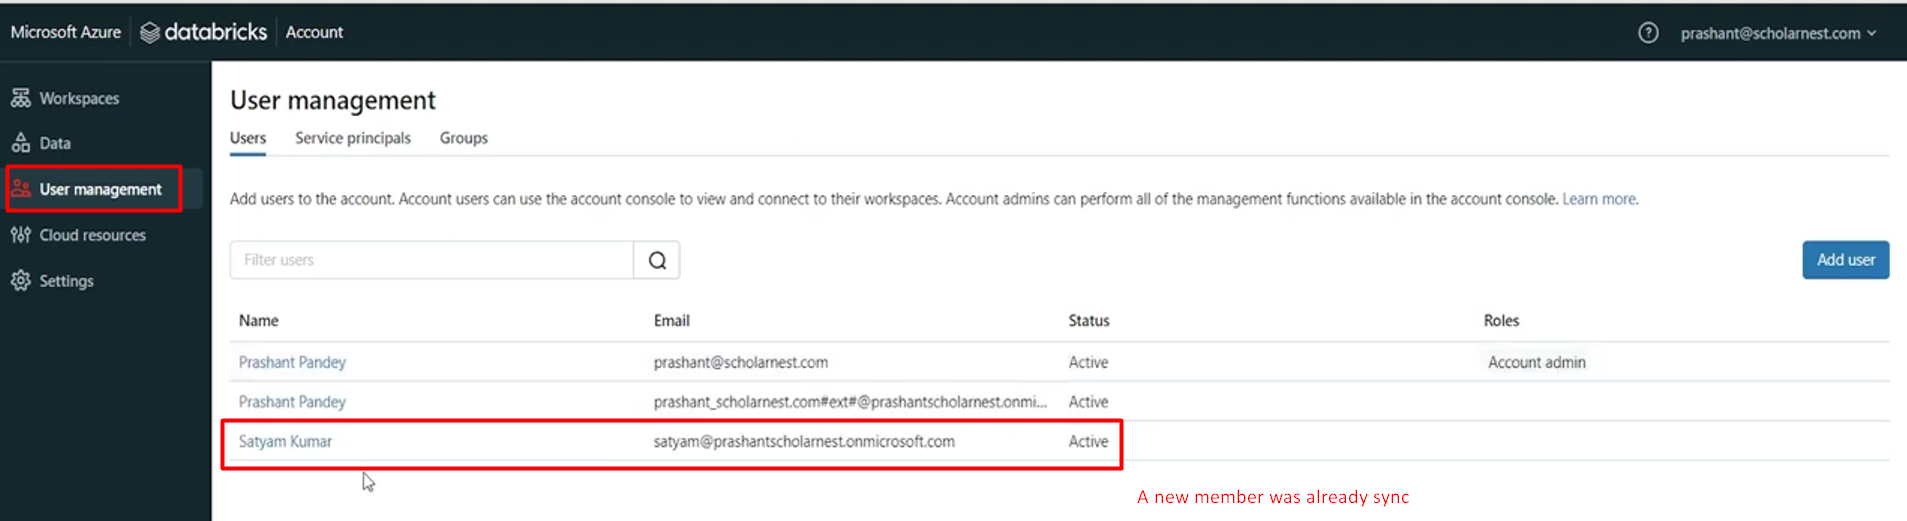 Microsoft Azure databricks Account
prashant@scholarnest.com
Workspaces
Data
User management
Cloud resources
Settings
User management
Users Service principals Groups
Add users to the account. Account users can use the account console to view and connect to their workspaces. Account admins can perform all of the management functions available in the account console. Learn more.
Filter users
Add user
Name Email Status Roles
Prashant Pandey prashant@scholarnest.com Active Account admin
Prashant Pandey prashant_scholarnest.com#ext#@prashantscholarnest.onmi... Active
Satyam Kumar satyam@prashantscholarnest.onmicrosoft.com Active
A new member was already sync